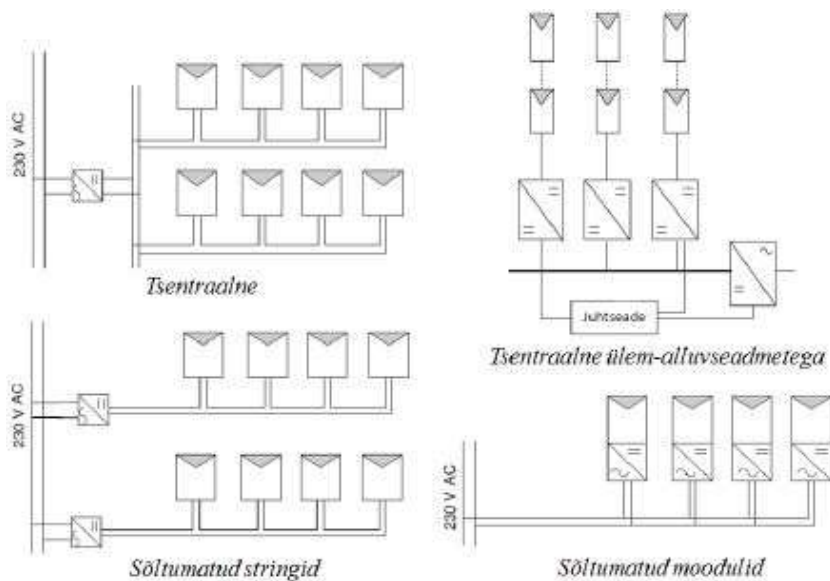 230 V AC
Tsentraalne
Juhtseade
Tsentraalne ülem-alluvseadmetega
230 V AC
Sõltumatud stringid
230 V AC
Sõltumatud moodulid